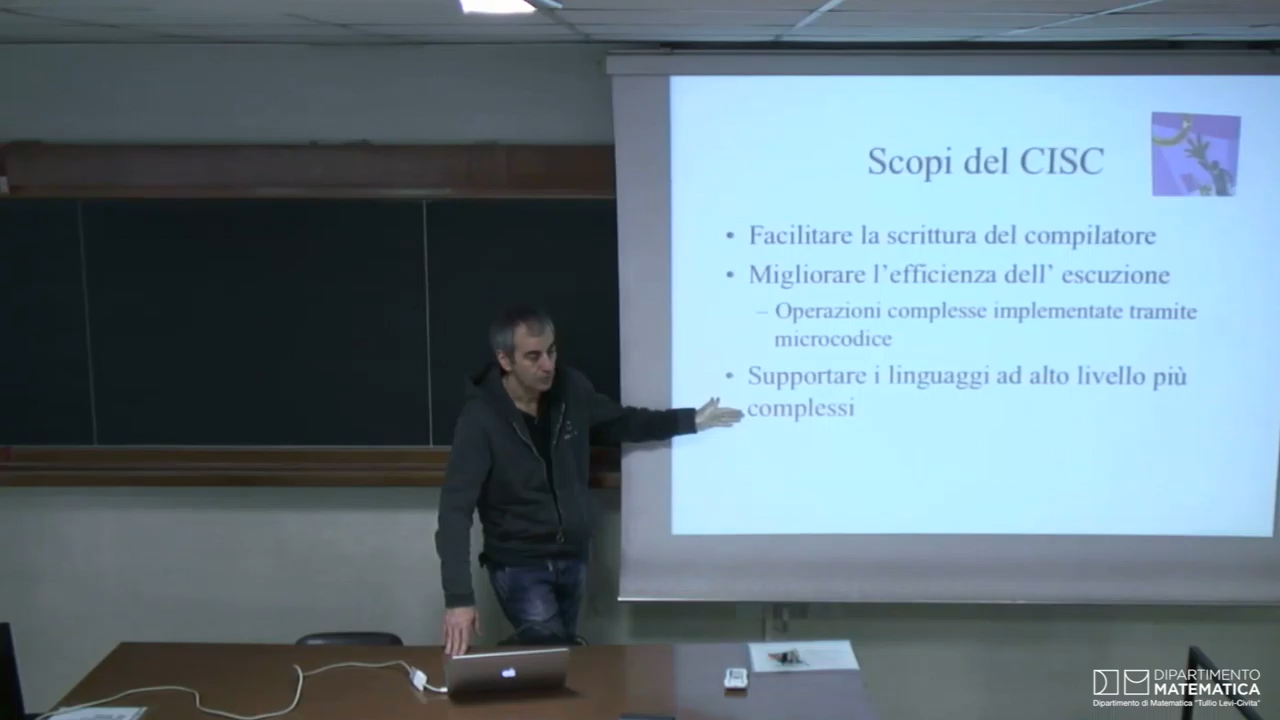 Scopi del CISC
• Facilitare la scrittura del compilatore
• Migliorare l'efficienza dell' escuzione
– Operazioni complesse implementate tramite
microcodice
• Supportare i linguaggi ad alto livello più
complessi
DIPARTIMENTO
MATEMATICA
Dipartimento di Matematica "Tullio Levi-Civita"